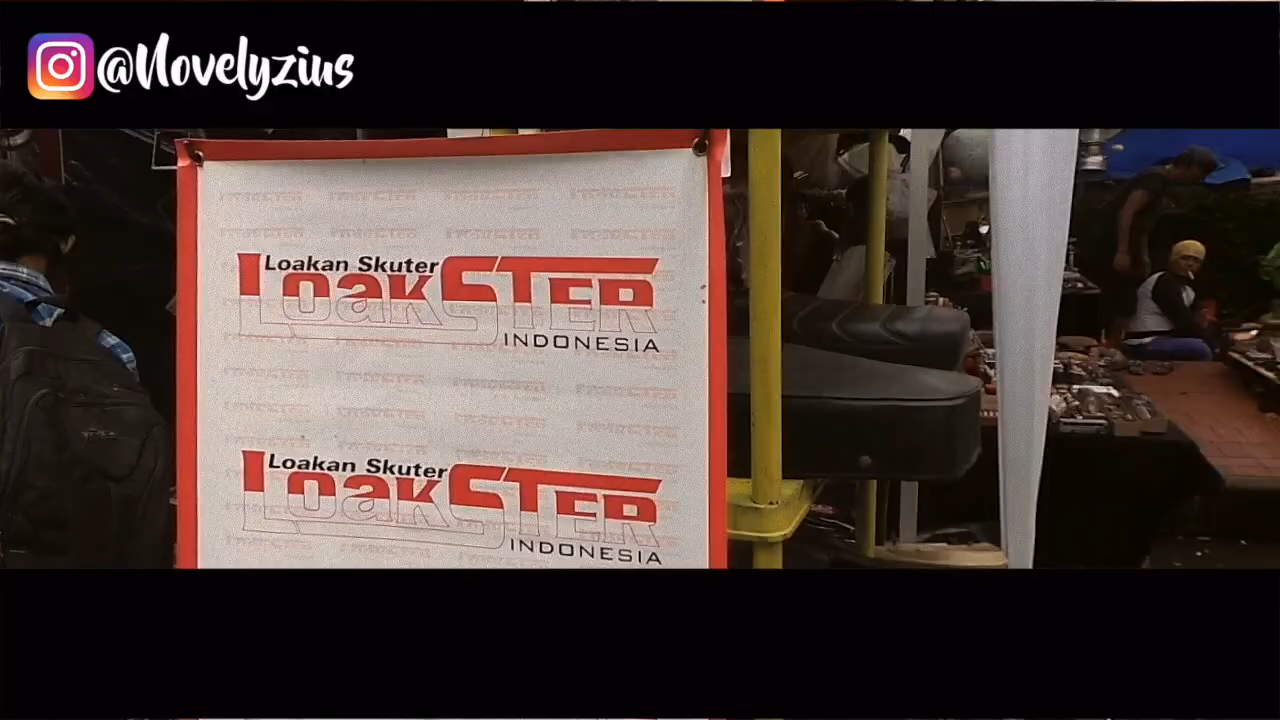 @Novelyzius
Loakan Skuter
LoakSTER
INDONESIA
Loakan Skuter
LoakSTER
INDONESIA